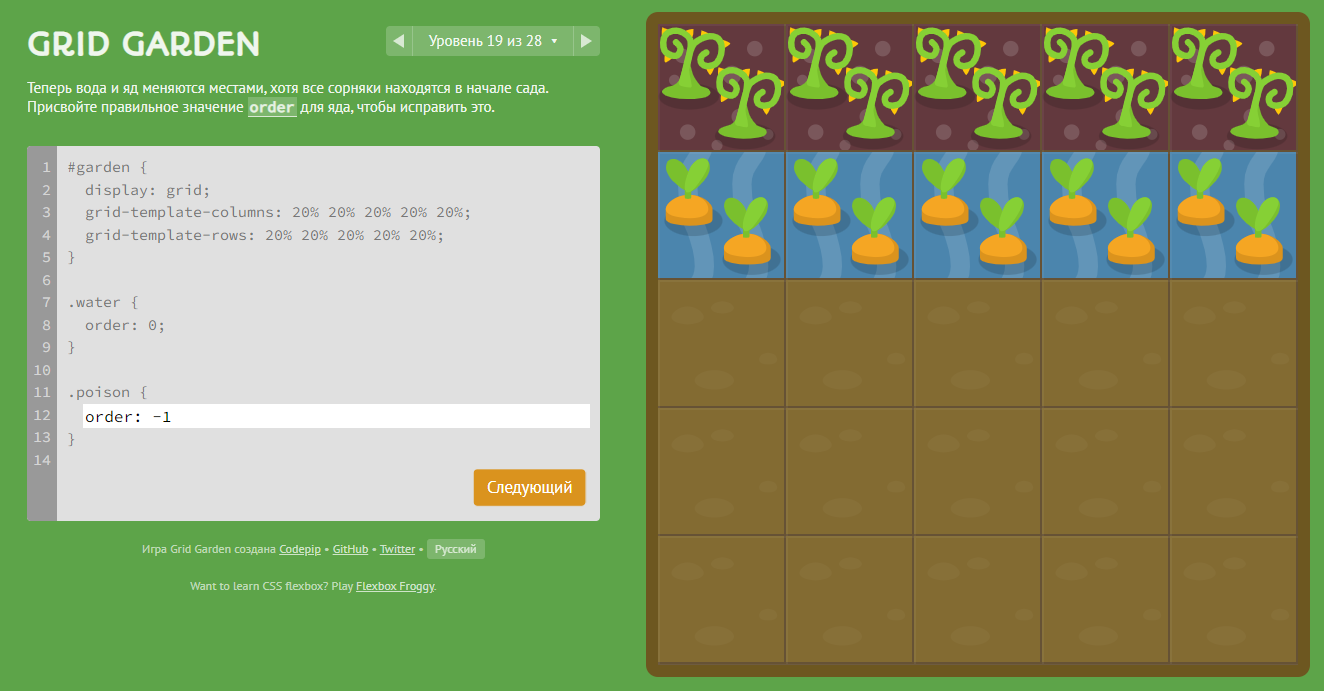 GRID GARDEN
Уровень 19 из 28
Теперь вода и яд меняются местами, хотя все сорняки находятся в начале сада.
Присвойте правильное значение order для яда, чтобы исправить это.
1 #garden {
2 display: grid;
3 grid-template-columns: 20% 20% 20% 20% 20%;
4 grid-template-rows: 20% 20% 20% 20% 20%;
5 }
6
7 .water {
8 order: 0;
9 }
10
11 .poison {
12 order: -1
13 }
14
Следующий
Игра Grid Garden создана Codepip • GitHub • Twitter • Русский
Want to learn CSS flexbox? Play Flexbox Froggy.